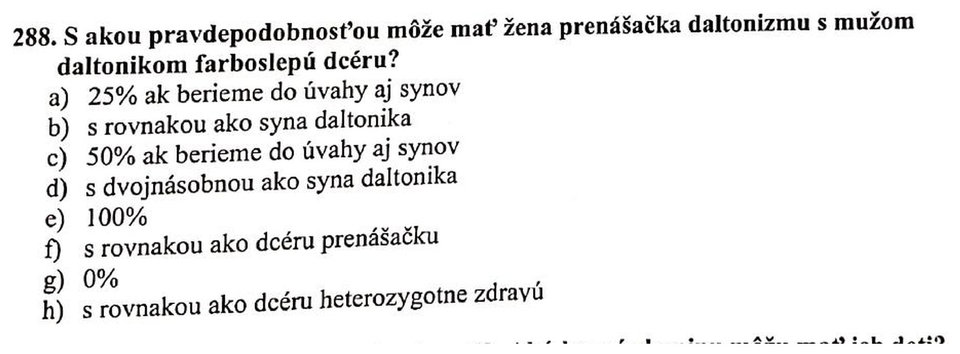 288. S akou pravdepodobnosťou môže mať žena prenášačka daltonizmu s mužom
daltonikom farboslepú dcéru?
a) 25% ak berieme do úvahy aj synov
b) s rovnakou ako syna daltonika
c) 50% ak berieme do úvahy aj synov
d) s dvojnásobnou ako syna daltonika
e) 100%
f) s rovnakou ako dcéru prenášačku
g) 0%
h) s rovnakou ako dcéru heterozygotne zdravú